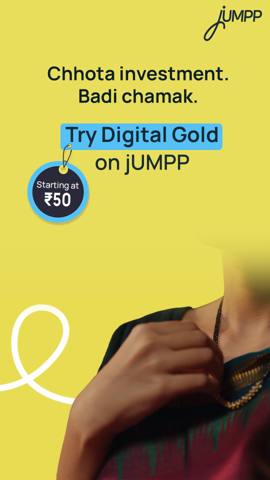 jUMPP
Chhota investment.
Badi chamak.
Try Digital Gold
on jUMPP
Starting at
₹50